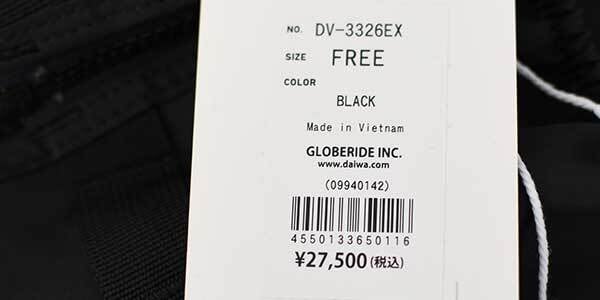 NO. DV-3326EX
SIZE FREE
COLOR
BLACK
Made in Vietnam
GLOBERIDE INC.
www.daiwa.com
(09940142)
4550133650116
¥27,500(税込)